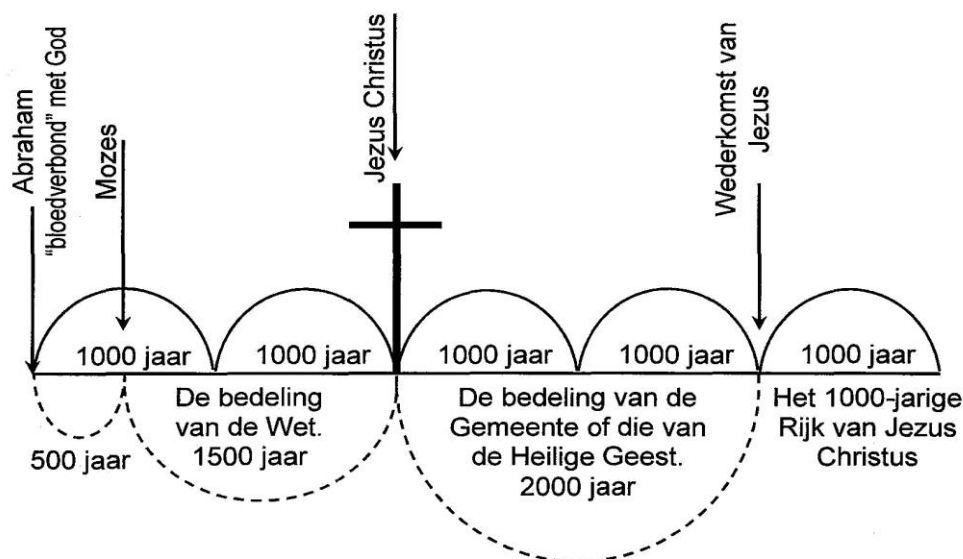 Abraham
“bloedverbond” met God
Mozes
Jezus Christus
Wederkomst van
Jezus
1000 jaar
1000 jaar
1000 jaar
1000 jaar
1000 jaar
500 jaar
De bedeling
van de Wet.
1500 jaar
De bedeling van de
Gemeente of die van
de Heilige Geest.
2000 jaar
Het 1000-jarige
Rijk van Jezus
Christus